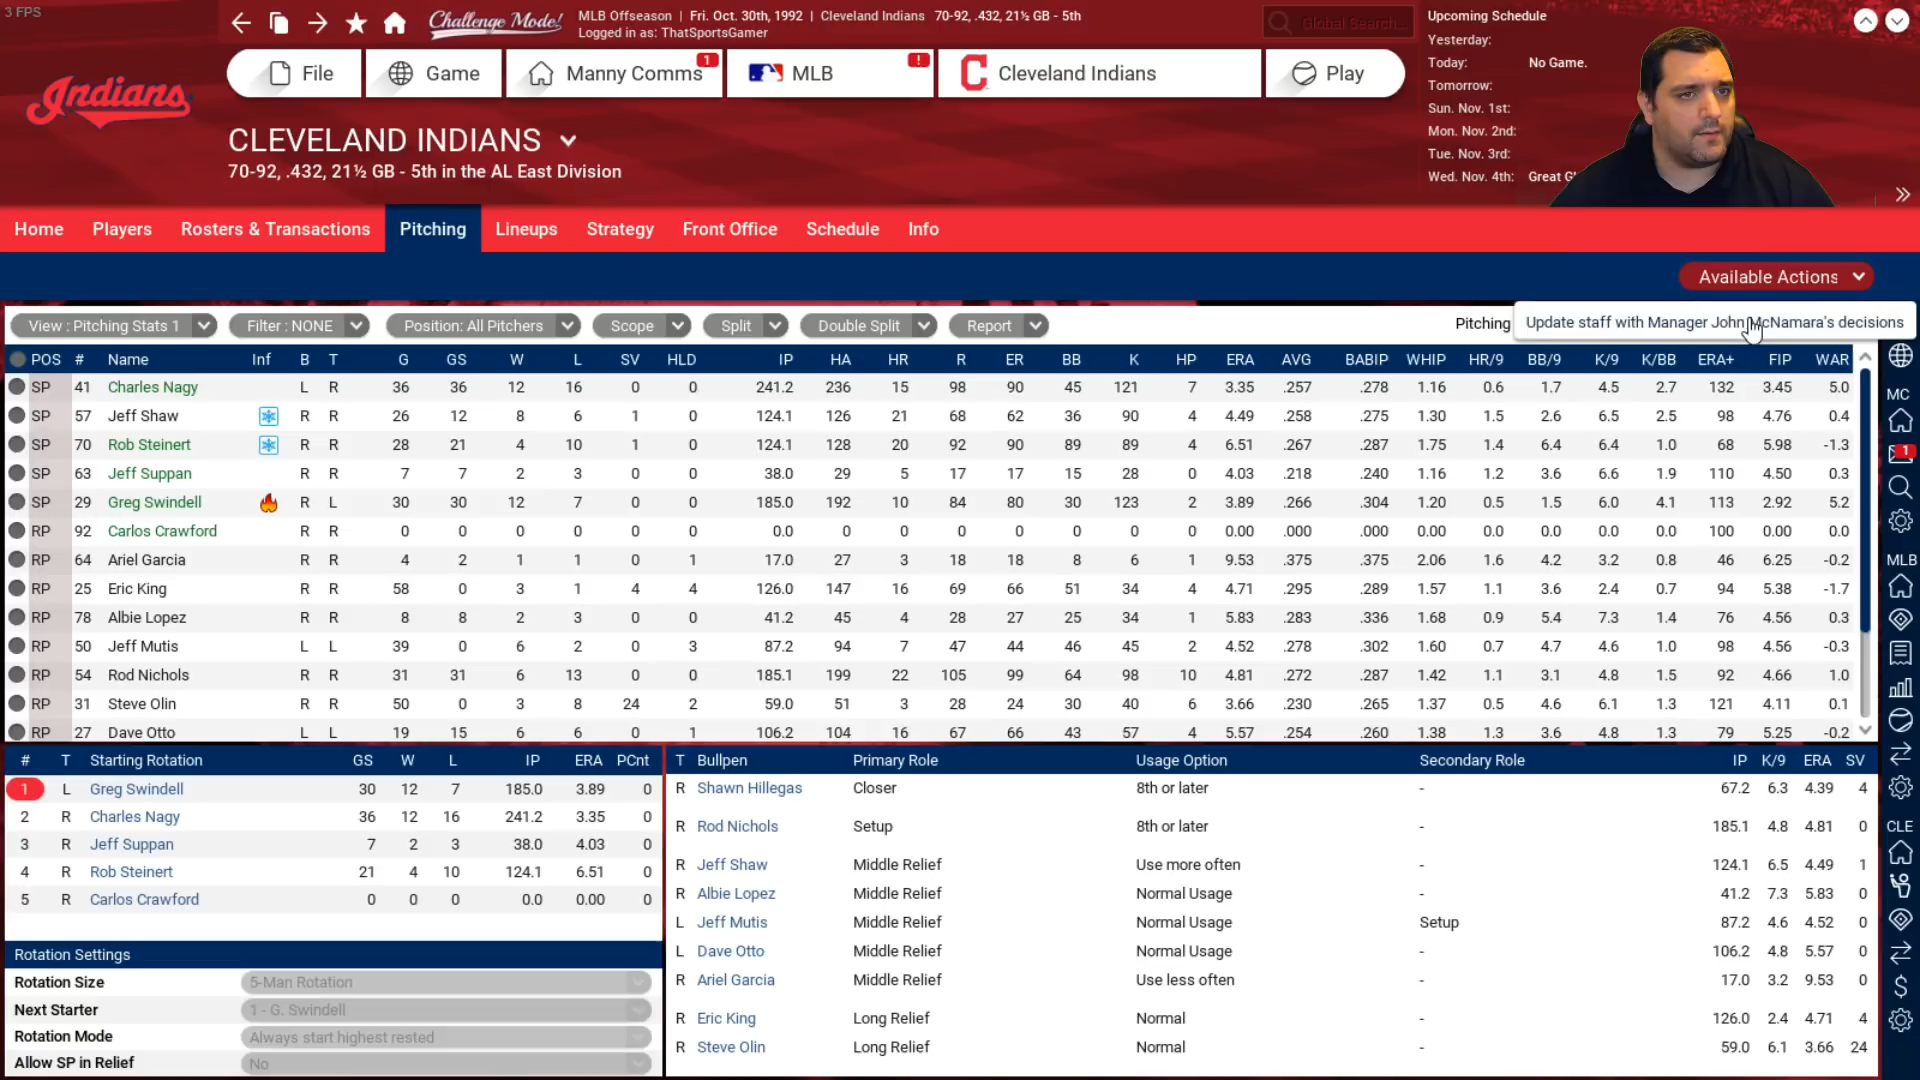 3 FPS
Challenge Mode!
MLB Offseason | Fri. Oct. 30th, 1992 | Cleveland Indians 70-92, .432, 21½ GB - 5th
Logged in as: ThatSportsGamer
Global Search...
Upcoming Schedule
Yesterday:
Today: No Game.
Tomorrow:
Sun. Nov. 1st:
Mon. Nov. 2nd:
Tue. Nov. 3rd:
Wed. Nov. 4th: Great G
Indians
File Game Manny Comms 1 MLB ! Cleveland Indians Play
CLEVELAND INDIANS
70-92, .432, 21½ GB - 5th in the AL East Division
Home Players Rosters & Transactions Pitching Lineups Strategy Front Office Schedule Info
Available Actions
View : Pitching Stats 1 Filter : NONE Position: All Pitchers Scope Split Double Split Report Pitching
Update staff with Manager John McNamara's decisions
POS # Name Inf B T G GS W L SV HLD IP HA HR R ER BB K HP ERA AVG BABIP WHIP HR/9 BB/9 K/9 K/BB ERA+ FIP WAR
SP 41 Charles Nagy L R 36 36 12 16 0 0 241.2 236 15 98 90 45 121 7 3.35 .257 .278 1.16 0.6 1.7 4.5 2.7 132 3.45 5.0
SP 57 Jeff Shaw R R 26 12 8 6 1 0 124.1 126 21 68 62 36 90 4 4.49 .258 .275 1.30 1.5 2.6 6.5 2.5 98 4.76 0.4
SP 70 Rob Steinert R R 28 21 4 10 1 0 124.1 128 20 92 90 89 89 4 6.51 .267 .287 1.75 1.4 6.4 6.4 1.0 68 5.98 -1.3
SP 63 Jeff Suppan R R 7 7 2 3 0 0 38.0 29 5 17 17 15 28 0 4.03 .218 .240 1.16 1.2 3.6 6.6 1.9 110 4.50 0.3
SP 29 Greg Swindell R L 30 30 12 7 0 0 185.0 192 10 84 80 30 123 2 3.89 .266 .304 1.20 0.5 1.5 6.0 4.1 113 2.92 5.2
RP 92 Carlos Crawford R R 0 0 0 0 0 0 0.0 0 0 0 0 0 0 0 0.00 .000 .000 0.00 0.0 0.0 0.0 0.0 100 0.00 0.0
RP 64 Ariel Garcia R R 4 2 1 1 0 1 17.0 27 3 18 18 8 6 1 9.53 .375 .375 2.06 1.6 4.2 3.2 0.8 46 6.25 -0.2
RP 25 Eric King R R 58 0 3 1 4 4 126.0 147 16 69 66 51 34 4 4.71 .295 .289 1.57 1.1 3.6 2.4 0.7 94 5.38 -1.7
RP 78 Albie Lopez R R 8 8 2 3 0 0 41.2 45 4 28 27 25 34 1 5.83 .283 .336 1.68 0.9 5.4 7.3 1.4 76 4.56 0.3
RP 50 Jeff Mutis L L 39 0 6 2 0 3 87.2 94 7 47 44 46 45 2 4.52 .278 .302 1.60 0.7 4.7 4.6 1.0 98 4.56 -0.3
RP 54 Rod Nichols R R 31 31 6 13 0 0 185.1 199 22 105 99 64 98 10 4.81 .272 .287 1.42 1.1 3.1 4.8 1.5 92 4.66 1.0
RP 31 Steve Olin R R 50 0 3 8 24 2 59.0 51 3 28 24 30 40 6 3.66 .230 .265 1.37 0.5 4.6 6.1 1.3 121 4.11 0.1
RP 27 Dave Otto L L 19 15 6 6 0 1 106.2 104 16 67 66 43 57 4 5.57 .254 .260 1.38 1.3 3.6 4.8 1.3 79 5.25 -0.2
# T Starting Rotation GS W L IP ERA PCnt
1 L Greg Swindell 30 12 7 185.0 3.89 0
2 R Charles Nagy 36 12 16 241.2 3.35 0
3 R Jeff Suppan 7 2 3 38.0 4.03 0
4 R Rob Steinert 21 4 10 124.1 6.51 0
5 R Carlos Crawford 0 0 0 0.0 0.00 0
Rotation Settings
Rotation Size 5-Man Rotation
Next Starter 1 - G. Swindell
Rotation Mode Always start highest rested
Allow SP in Relief No
T Bullpen Primary Role Usage Option Secondary Role IP K/9 ERA SV
R Shawn Hillegas Closer 8th or later - 67.2 6.3 4.39 4
R Rod Nichols Setup 8th or later - 185.1 4.8 4.81 0
R Jeff Shaw Middle Relief Use more often - 124.1 6.5 4.49 1
R Albie Lopez Middle Relief Normal Usage - 41.2 7.3 5.83 0
L Jeff Mutis Middle Relief Normal Usage Setup 87.2 4.6 4.52 0
L Dave Otto Middle Relief Normal Usage - 106.2 4.8 5.57 0
R Ariel Garcia Middle Relief Use less often - 17.0 3.2 9.53 0
R Eric King Long Relief Normal - 126.0 2.4 4.71 4
R Steve Olin Long Relief Normal - 59.0 6.1 3.66 24
MC
1
MLB
CLE